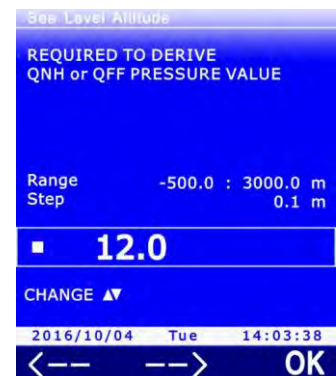 Sea Level Altitude
REQUIRED TO DERIVE
QNH or QFF PRESSURE VALUE
Range -500.0 : 3000.0 m
Step 0.1 m
12.0
CHANGE ▲▼
2016/10/04 Tue 14:03:38
<-- --> OK